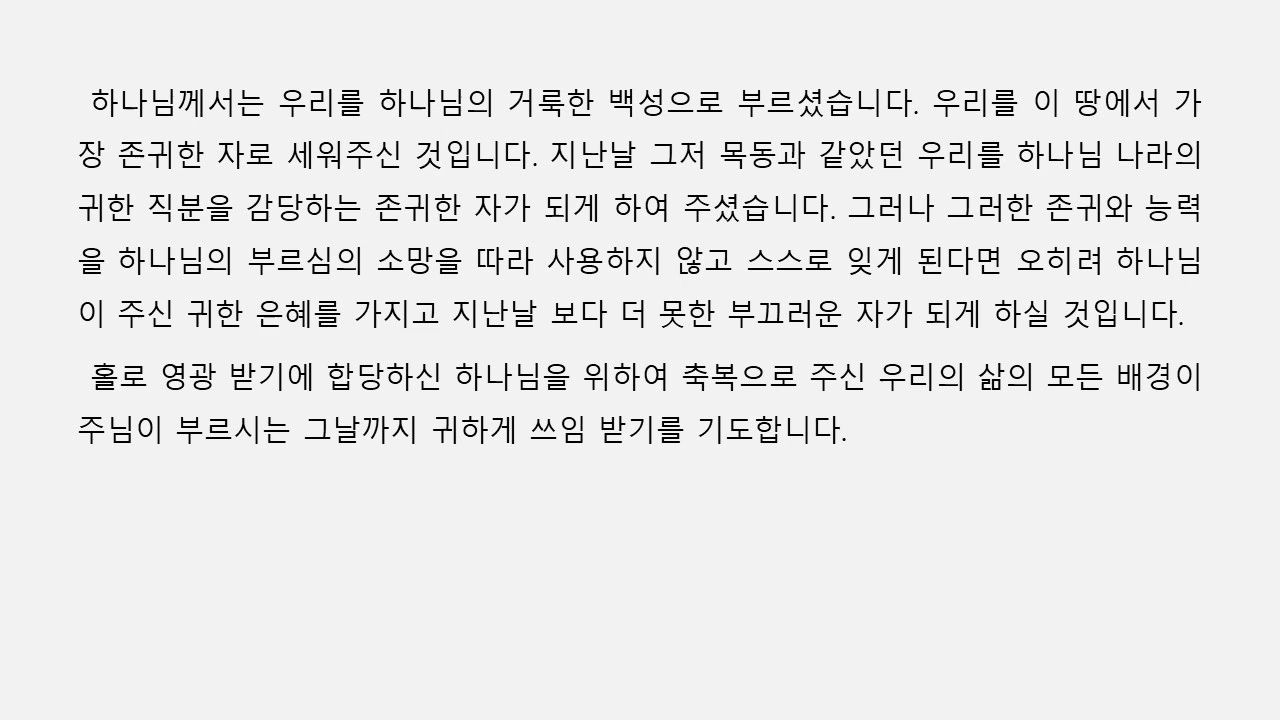 하나님께서는 우리를 하나님의 거룩한 백성으로 부르셨습니다. 우리를 이 땅에서 가
장 존귀한 자로 세워주신 것입니다. 지난날 그저 목동과 같았던 우리를 하나님 나라의
귀한 직분을 감당하는 존귀한 자가 되게 하여 주셨습니다. 그러나 그러한 존귀와 능력
을 하나님의 부르심의 소망을 따라 사용하지 않고 스스로 잊게 된다면 오히려 하나님
이 주신 귀한 은혜를 가지고 지난날 보다 더 못한 부끄러운 자가 되게 하실 것입니다.
홀로 영광 받기에 합당하신 하나님을 위하여 축복으로 주신 우리의 삶의 모든 배경이
주님이 부르시는 그날까지 귀하게 쓰임 받기를 기도합니다.